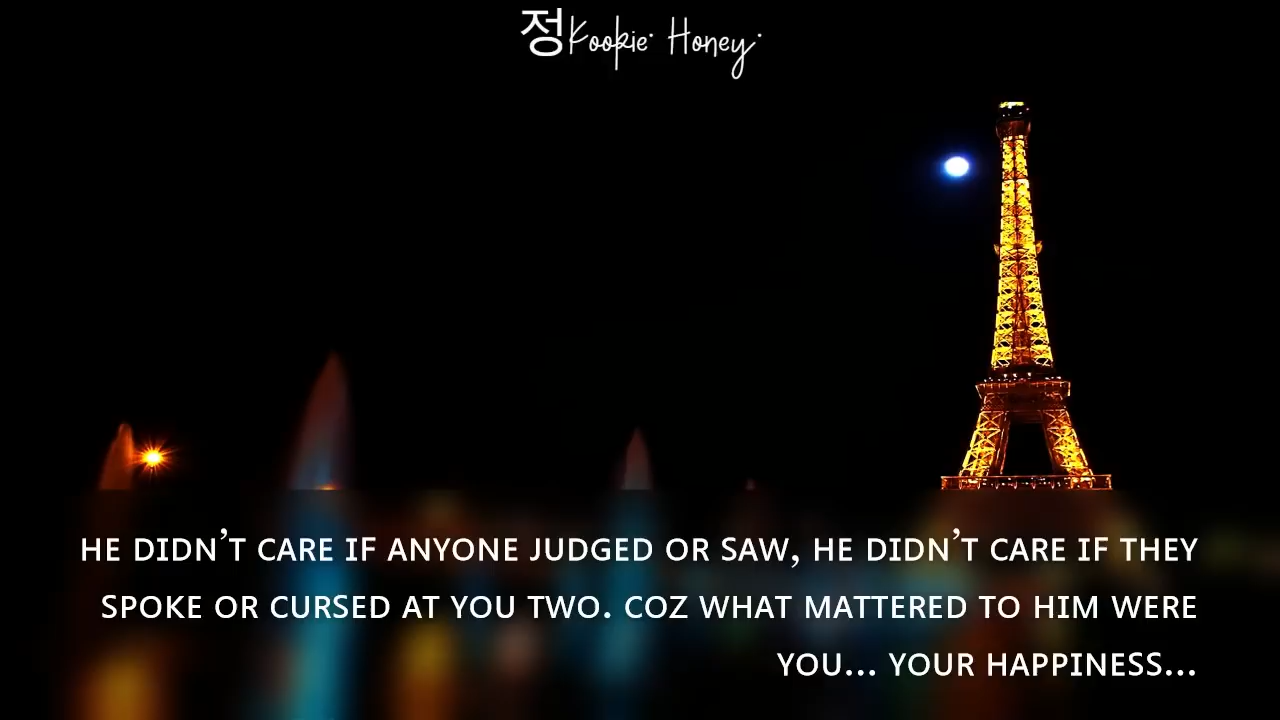 정Kookie Honey
HE DIDN’T CARE IF ANYONE JUDGED OR SAW, HE DIDN’T CARE IF THEY
SPOKE OR CURSED AT YOU TWO. COZ WHAT MATTERED TO HIM WERE
YOU... YOUR HAPPINESS...